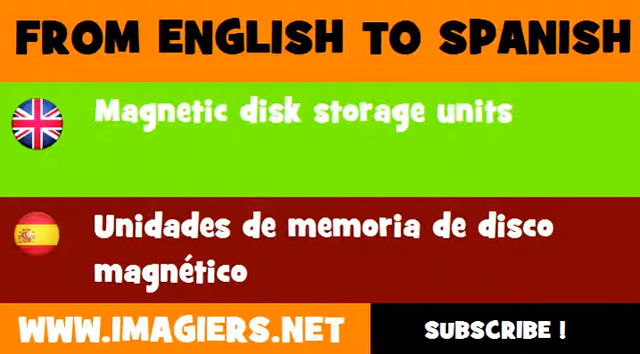 FROM ENGLISH TO SPANISH
Magnetic disk storage units
Unidades de memoria de disco
magnético
WWW.IMAGIERS.NET
SUBSCRIBE !